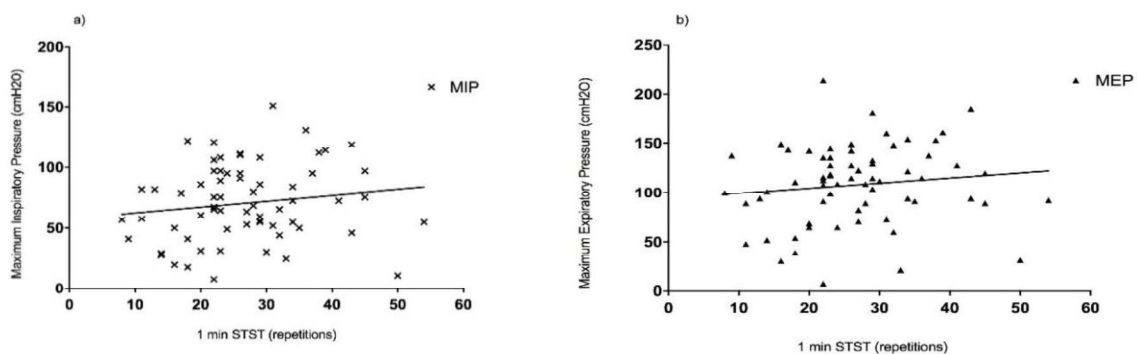 a)
Maximum Inspiratory Pressure (cmH2O)
200
150
100
50
0
0 10 20 30 40 50 60
1 min STST (repetitions)
MIP
b)
Maximum Expiratory Pressure (cmH2O)
250
200
150
100
50
0
0 10 20 30 40 50 60
1 min STST (repetitions)
MEP